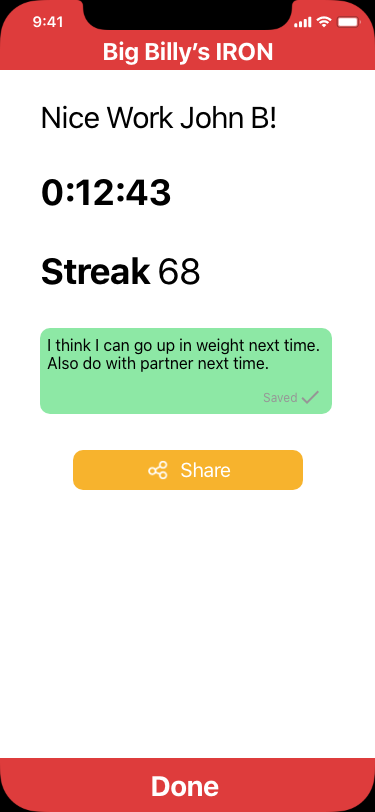 9:41
Big Billy’s IRON
Nice Work John B!
0:12:43
Streak 68
I think I can go up in weight next time.
Also do with partner next time.
Saved
Share
Done